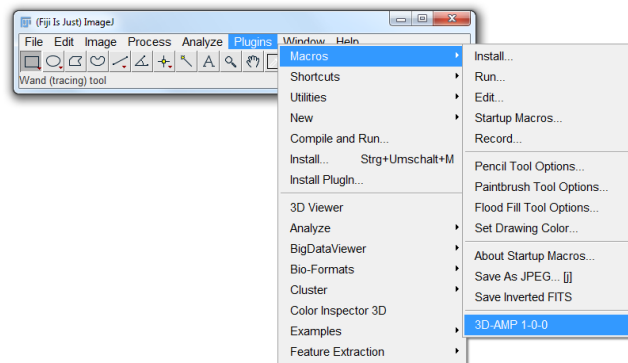 (Fiji Is Just) ImageJ
File Edit Image Process Analyze Plugins Window Help
Wand (tracing) tool
Macros
Shortcuts
Utilities
New
Compile and Run...
Install... Strg+Umschalt+M
Install PlugIn...
3D Viewer
Analyze
BigDataViewer
Bio-Formats
Cluster
Color Inspector 3D
Examples
Feature Extraction
Install...
Run...
Edit...
Startup Macros...
Record...
Pencil Tool Options...
Paintbrush Tool Options...
Flood Fill Tool Options...
Set Drawing Color...
About Startup Macros...
Save As JPEG... [j]
Save Inverted FITS
3D-AMP 1-0-0